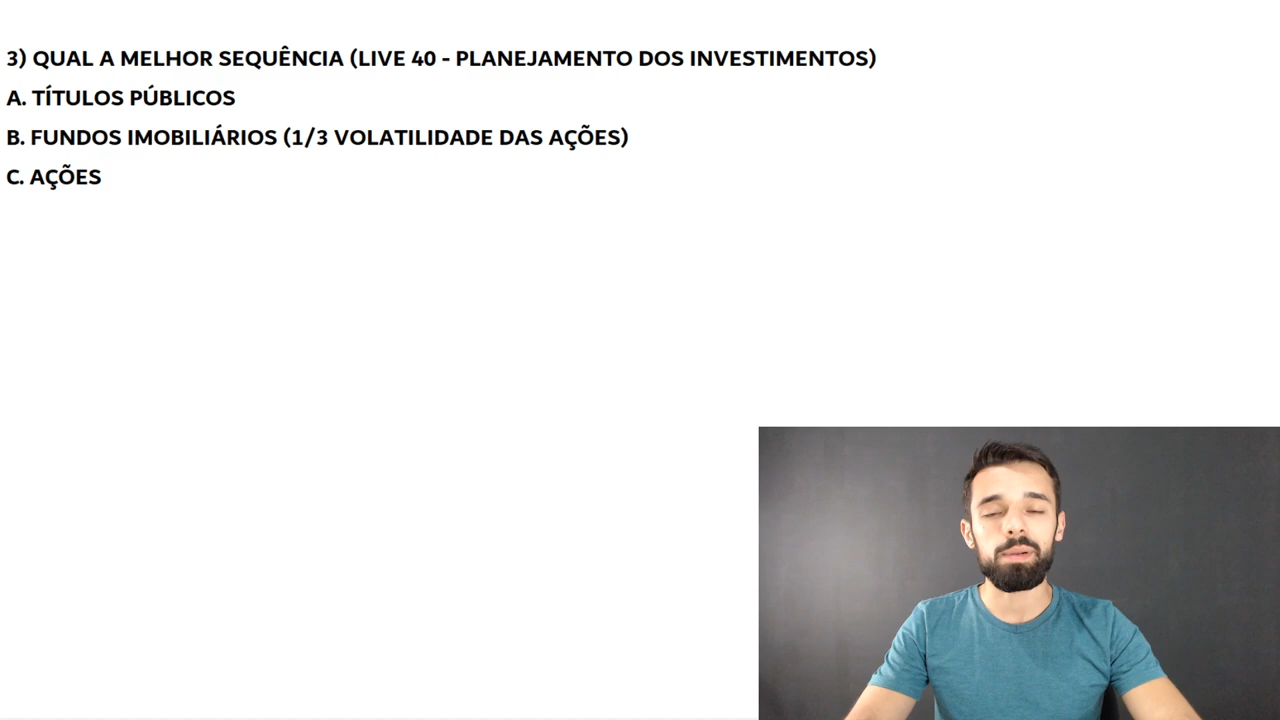 3) QUAL A MELHOR SEQUÊNCIA (LIVE 40 - PLANEJAMENTO DOS INVESTIMENTOS)
A. TÍTULOS PÚBLICOS
B. FUNDOS IMOBILIÁRIOS (1/3 VOLATILIDADE DAS AÇÕES)
C. AÇÕES